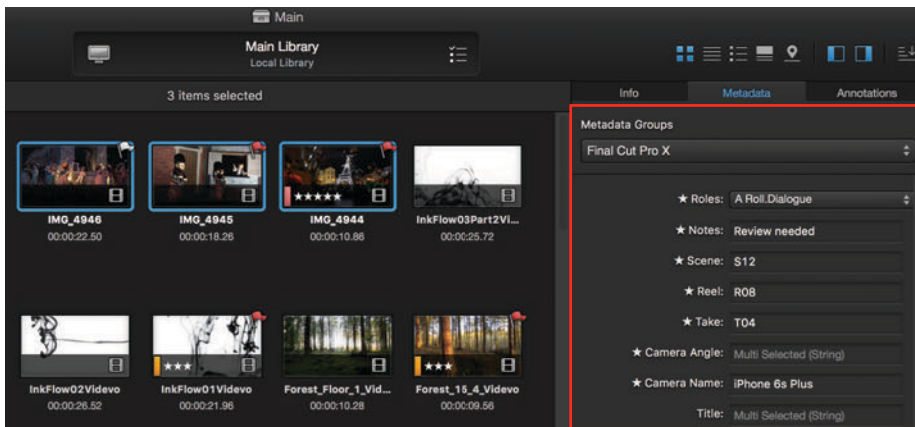 Main
Main Library
Local Library
3 items selected
Info Metadata Annotations
Metadata Groups
Final Cut Pro X
★ Roles: A Roll.Dialogue
★ Notes: Review needed
★ Scene: S12
★ Reel: R08
★ Take: T04
★ Camera Angle: Multi Selected (String)
★ Camera Name: iPhone 6s Plus
Title: Multi Selected (String)
IMG_4946 IMG_4945 IMG_4944 InkFlow03Part2Vi...
00:00:22.50 00:00:18.26 00:00:10.86 00:00:25.72
InkFlow02Videvo InkFlow01Videvo Forest_Floor_1_Vid... Forest_15_4_Videvo
00:00:26.52 00:00:21.96 00:00:10.28 00:00:09.56